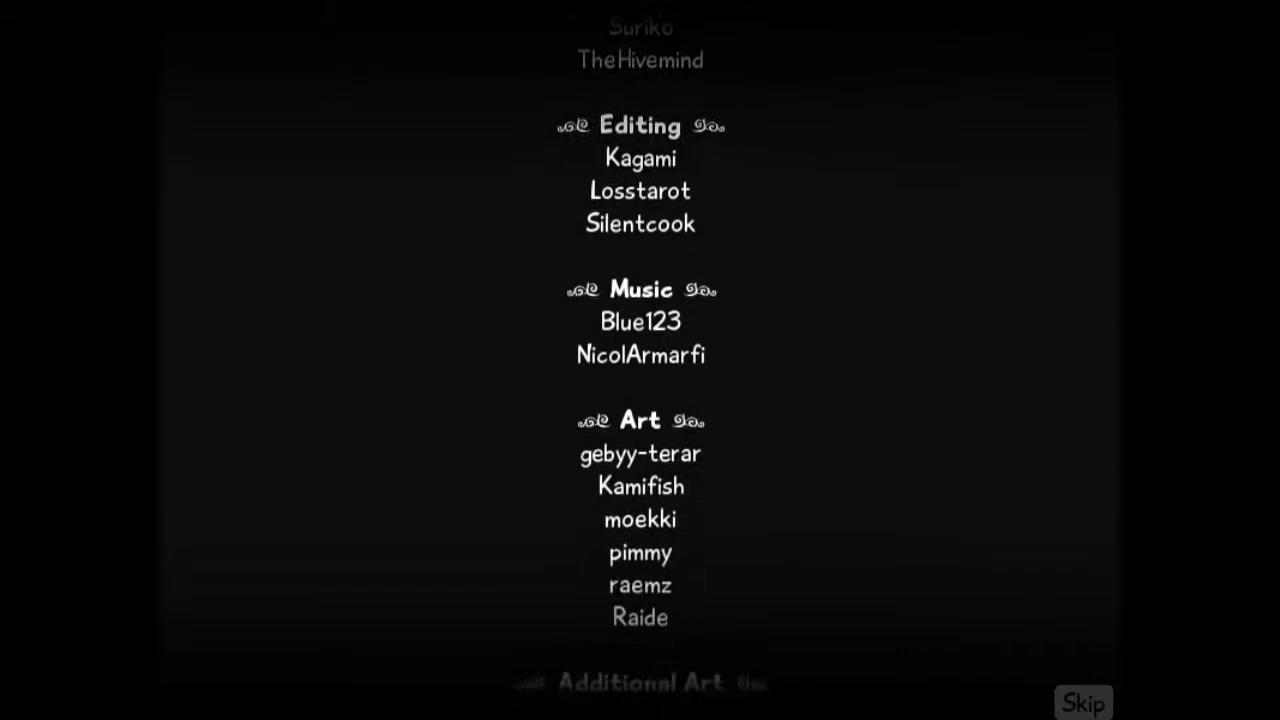 Suriko
TheHivemind
Editing
Kagami
Losstarot
Silentcook
Music
Blue123
NicolArmarfi
Art
gebyy-terar
Kamifish
moekki
pimmy
raemz
Raide
Additional Art
Skip